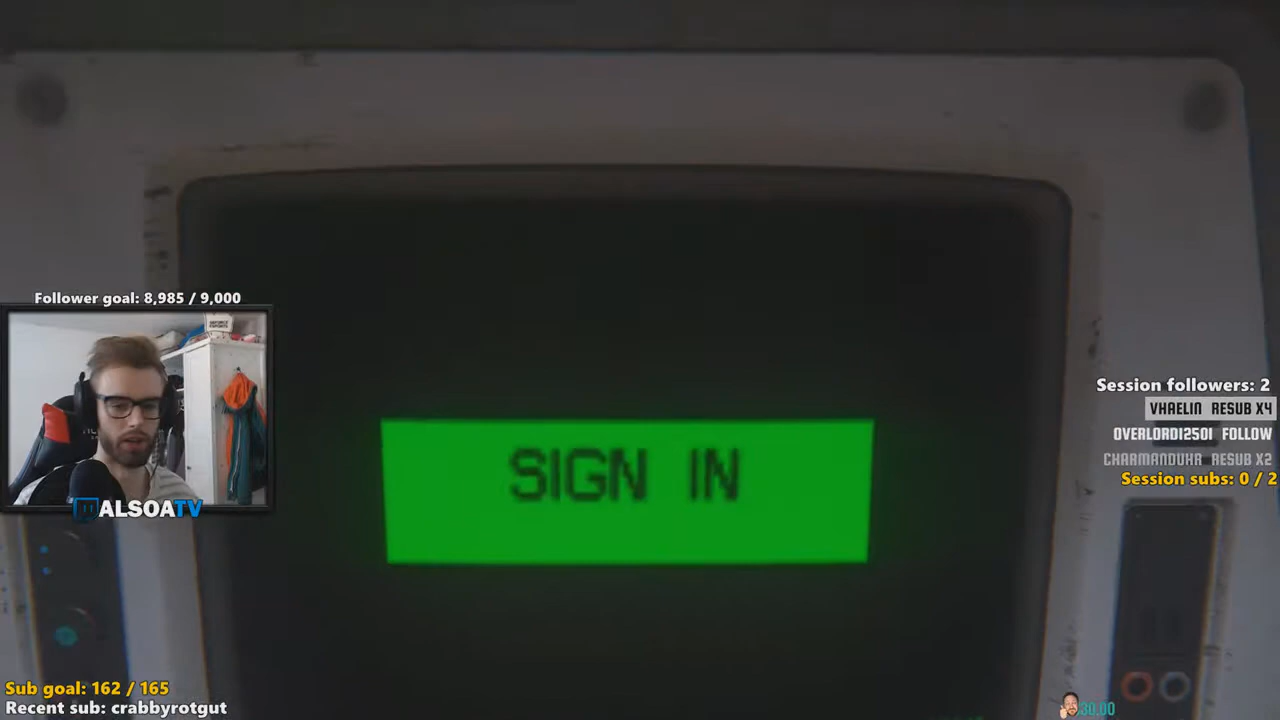 SIGN IN
Follower goal: 8,985 / 9,000
ALSOATV
Session followers: 2
VHAELIN RESUB X4
OVERLORD12501 FOLLOW
CHARMANDUHR RESUB X2
Session subs: 0 / 2
Sub goal: 162 / 165
Recent sub: crabbyrotgut
30,00